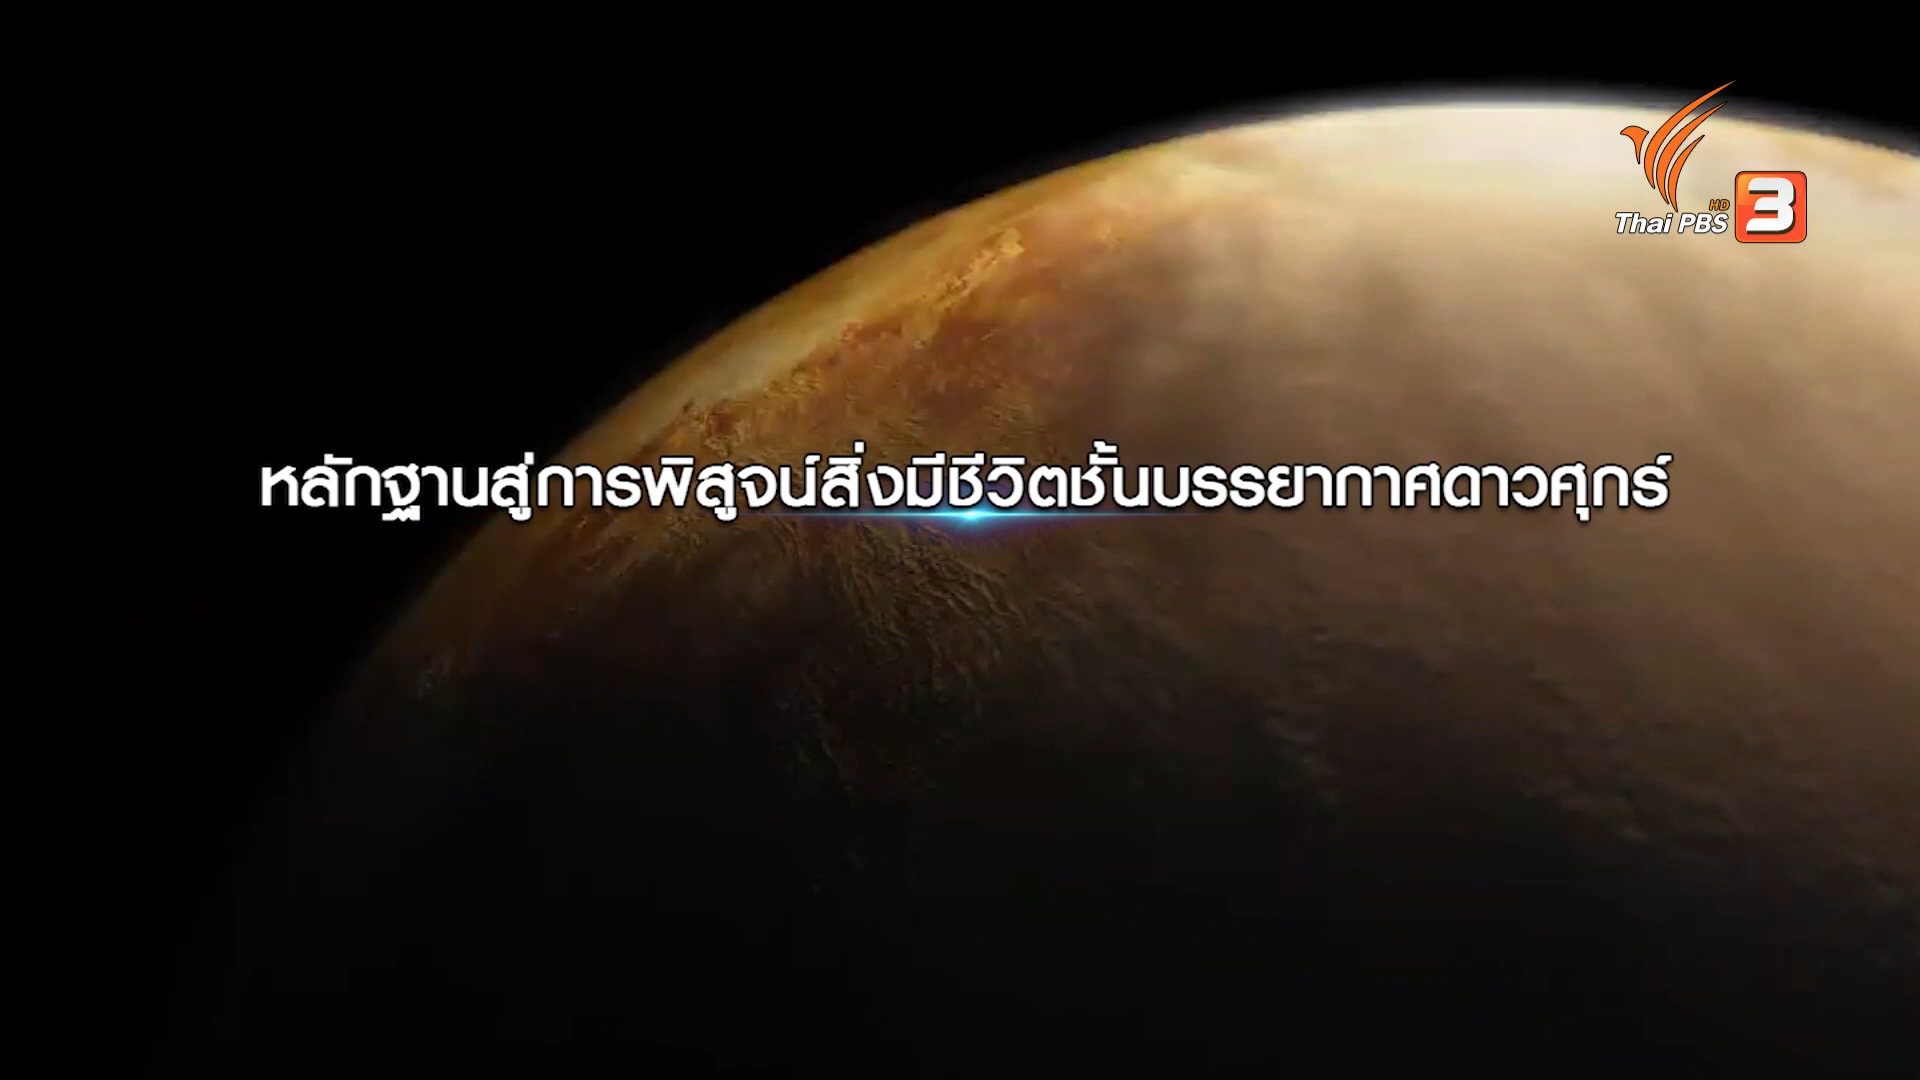 HD
Thai PBS 3
หลักฐานสู่การพิสูจน์สิ่งมีชีวิตชั้นบรรยากาศดาวศุกร์